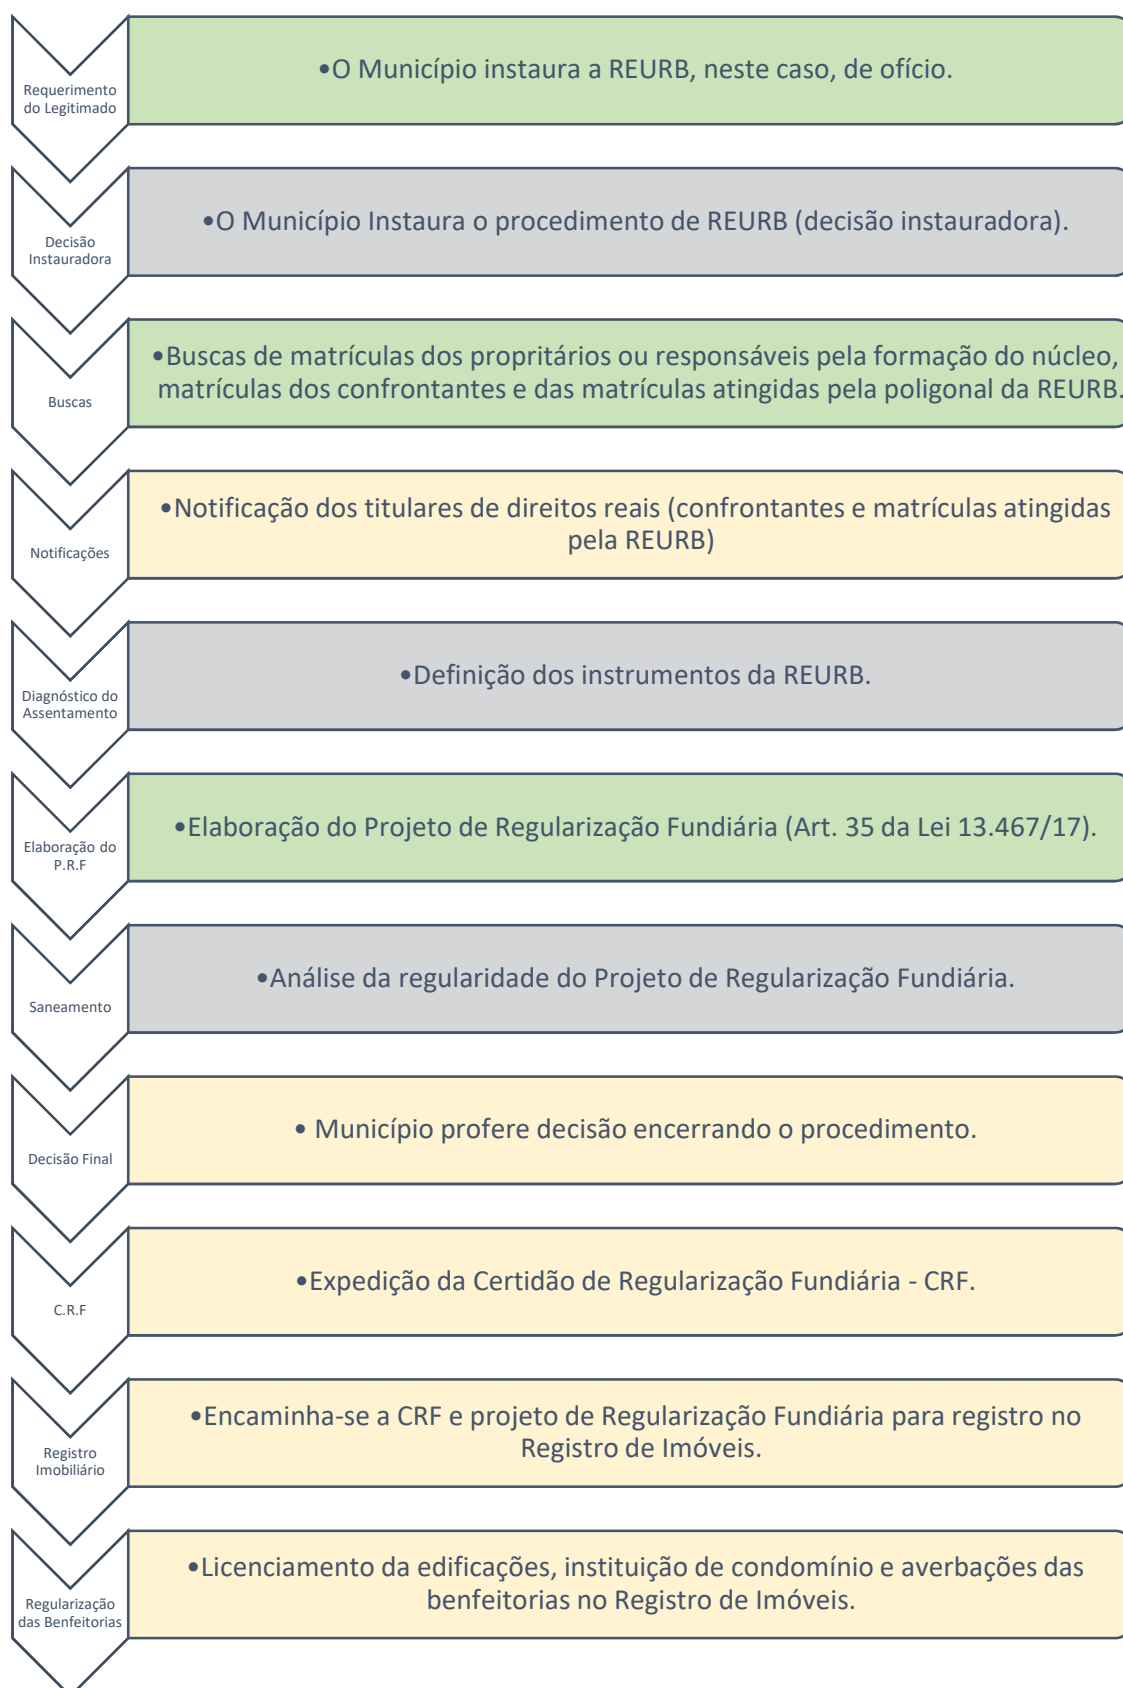 Requerimento
do Legitimado
•O Município instaura a REURB, neste caso, de ofício.
Decisão
Instauradora
•O Município Instaura o procedimento de REURB (decisão instauradora).
Buscas
•Buscas de matrículas dos propritários ou responsáveis pela formação do núcleo,
matrículas dos confrontantes e das matrículas atingidas pela poligonal da REURB.
Notificações
•Notificação dos titulares de direitos reais (confrontantes e matrículas atingidas
pela REURB)
Diagnóstico do
Assentamento
•Definição dos instrumentos da REURB.
Elaboração do
P.R.F
•Elaboração do Projeto de Regularização Fundiária (Art. 35 da Lei 13.467/17).
Saneamento
•Análise da regularidade do Projeto de Regularização Fundiária.
Decisão Final
• Município profere decisão encerrando o procedimento.
C.R.F
•Expedição da Certidão de Regularização Fundiária - CRF.
Registro
Imobiliário
•Encaminha-se a CRF e projeto de Regularização Fundiária para registro no
Registro de Imóveis.
Regularização
das Benfeitorias
•Licenciamento da edificações, instituição de condomínio e averbações das
benfeitorias no Registro de Imóveis.